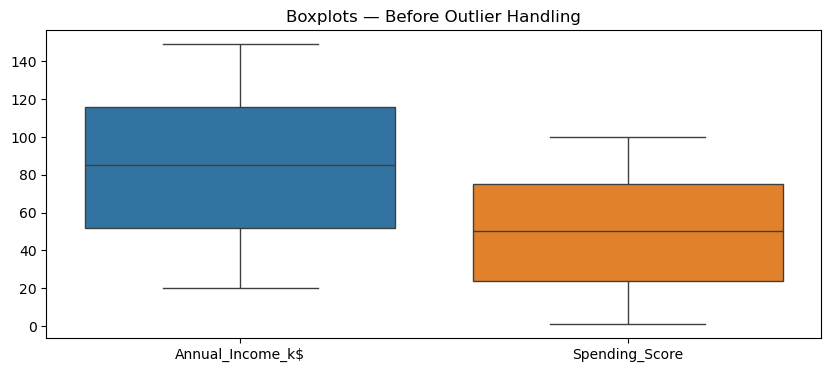 Boxplots — Before Outlier Handling
140
120
100
80
60
40
20
0
Annual_Income_k$
Spending_Score